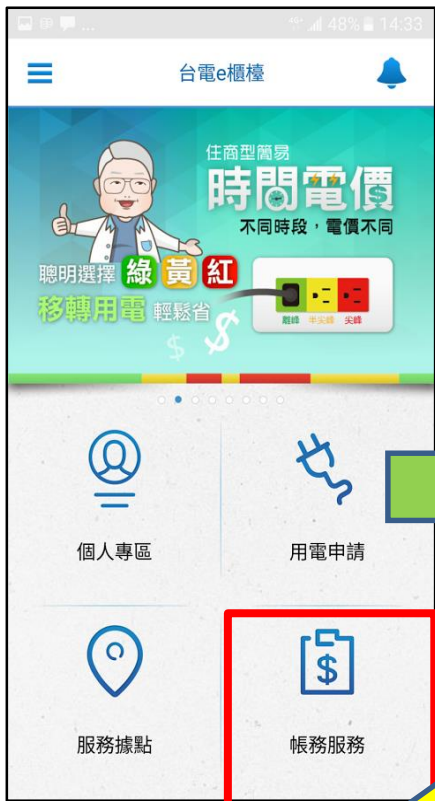 48% 14:33
台電e櫃檯
住商型簡易
時間電價
不同時段，電價不同
聰明選擇 綠 黃 紅
移轉用電 輕鬆省
離峰 半尖峰 尖峰
個人專區
用電申請
服務據點
帳務服務